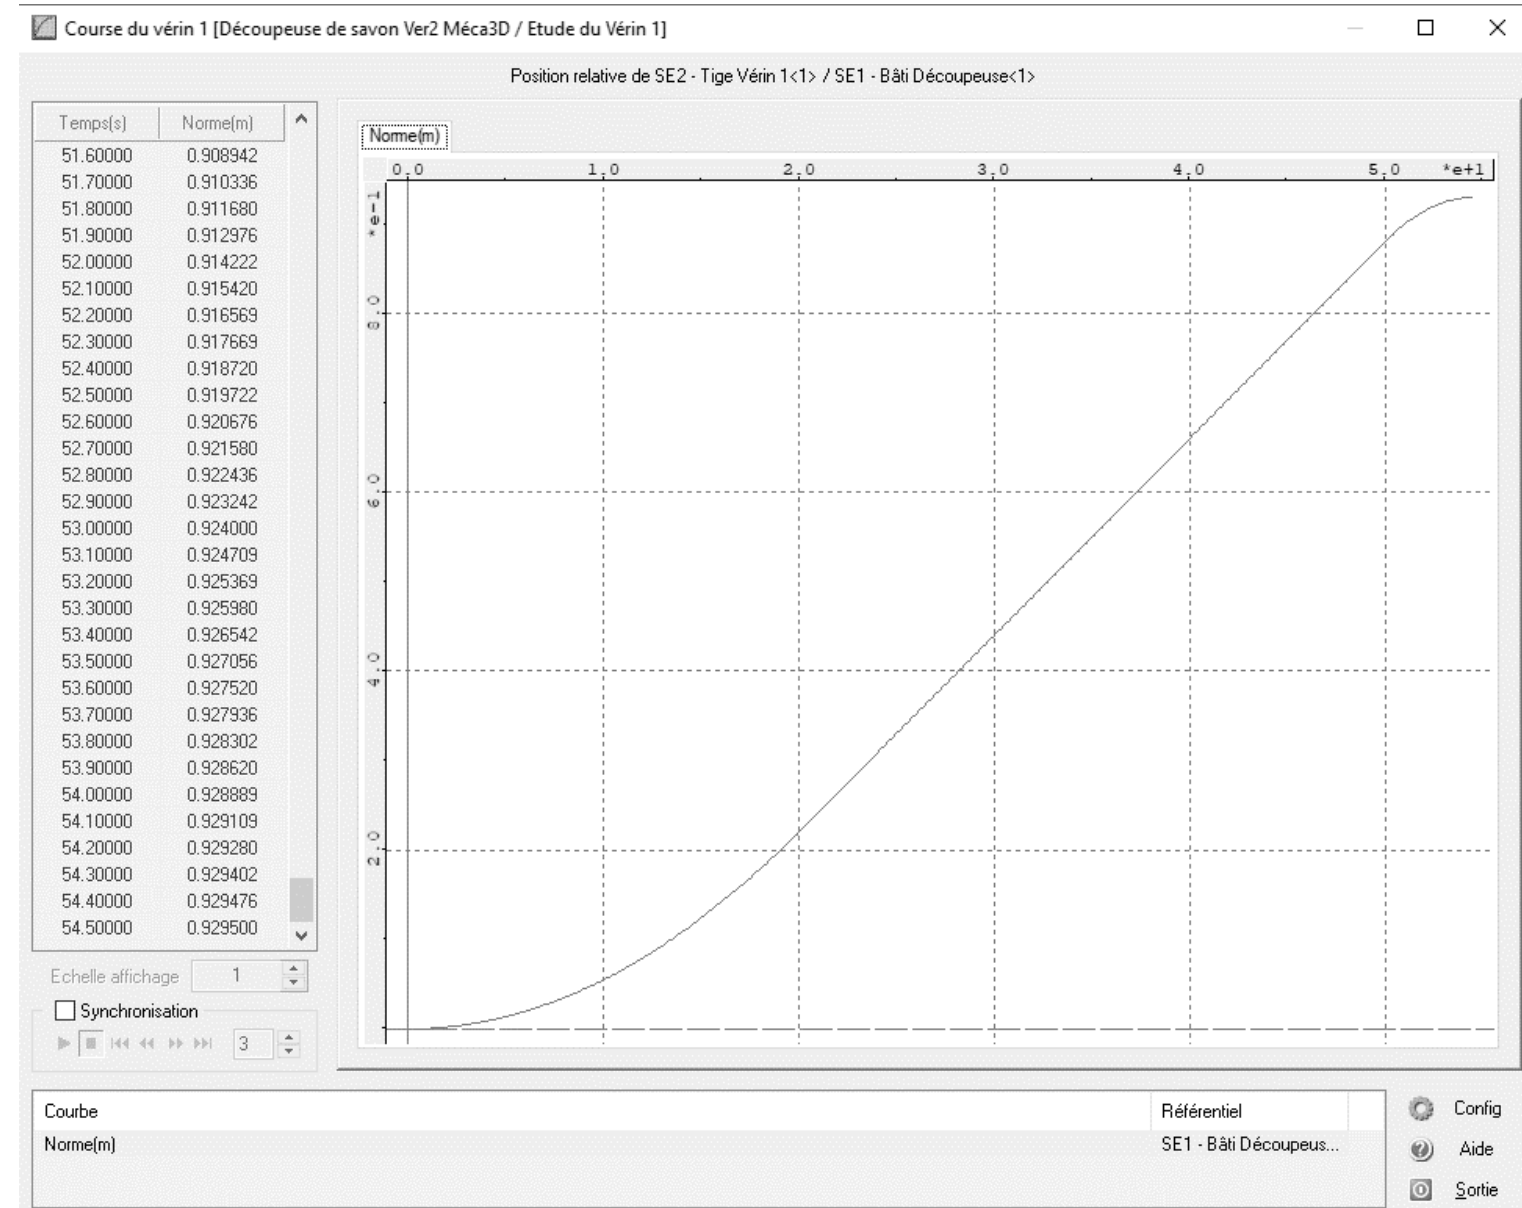 Course du vérin 1 [Découpeuse de savon Ver2 Méca3D / Etude du Vérin 1]
Position relative de SE2 - Tige Vérin 1<1> / SE1 - Bâti Découpeuse<1>
Temps(s) Norme(m)
51.60000 0.908942
51.70000 0.910336
51.80000 0.911680
51.90000 0.912976
52.00000 0.914222
52.10000 0.915420
52.20000 0.916569
52.30000 0.917669
52.40000 0.918720
52.50000 0.919722
52.60000 0.920676
52.70000 0.921580
52.80000 0.922436
52.90000 0.923242
53.00000 0.924000
53.10000 0.924709
53.20000 0.925369
53.30000 0.925980
53.40000 0.926542
53.50000 0.927056
53.60000 0.927520
53.70000 0.927936
53.80000 0.928302
53.90000 0.928620
54.00000 0.928889
54.10000 0.929109
54.20000 0.929280
54.30000 0.929402
54.40000 0.929476
54.50000 0.929500
Echelle affichage 1
Synchronisation
3
Norme(m)
0.0 1.0 2.0 3.0 4.0 5.0 *e+1
*e-1
8.0
6.0
4.0
2.0
Courbe Référentiel
Norme(m) SE1 - Bâti Découpeus...
Config
Aide
Sortie